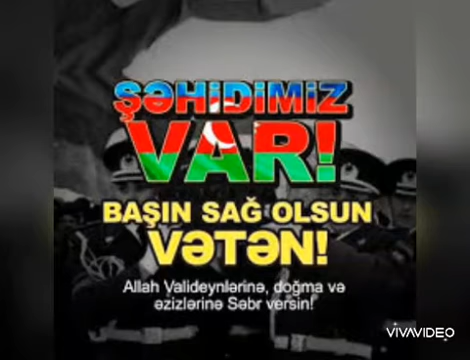 ŞƏHİDİMİZ
VAR!
BAŞIN SAĞ OLSUN
VƏTƏN!
Allah Valideynlərinə, doğma və
əzizlərinə Səbr versin!
VIVAVIDEO